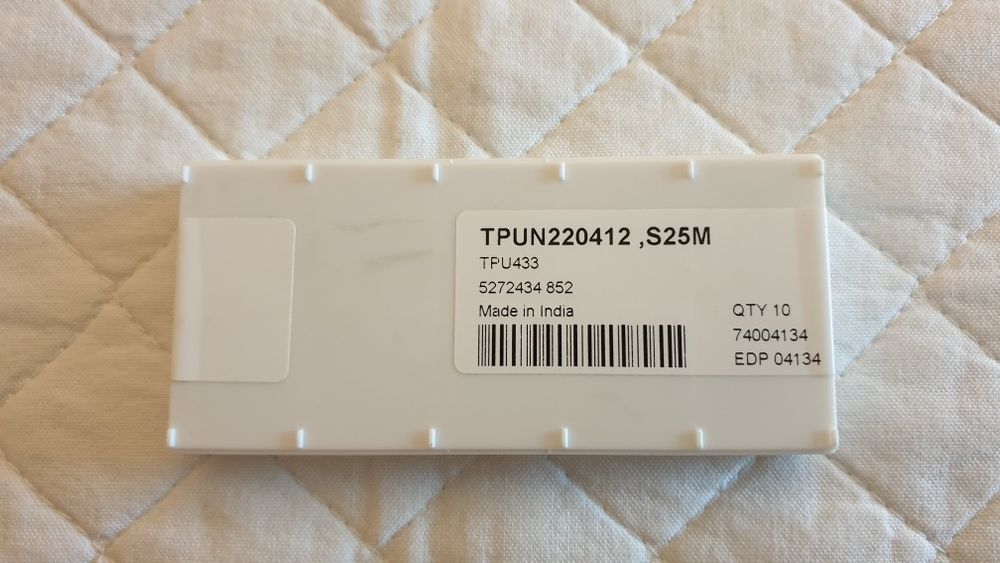 TPUN220412 ,S25M
TPU433
5272434 852
Made in India
QTY 10
74004134
EDP 04134